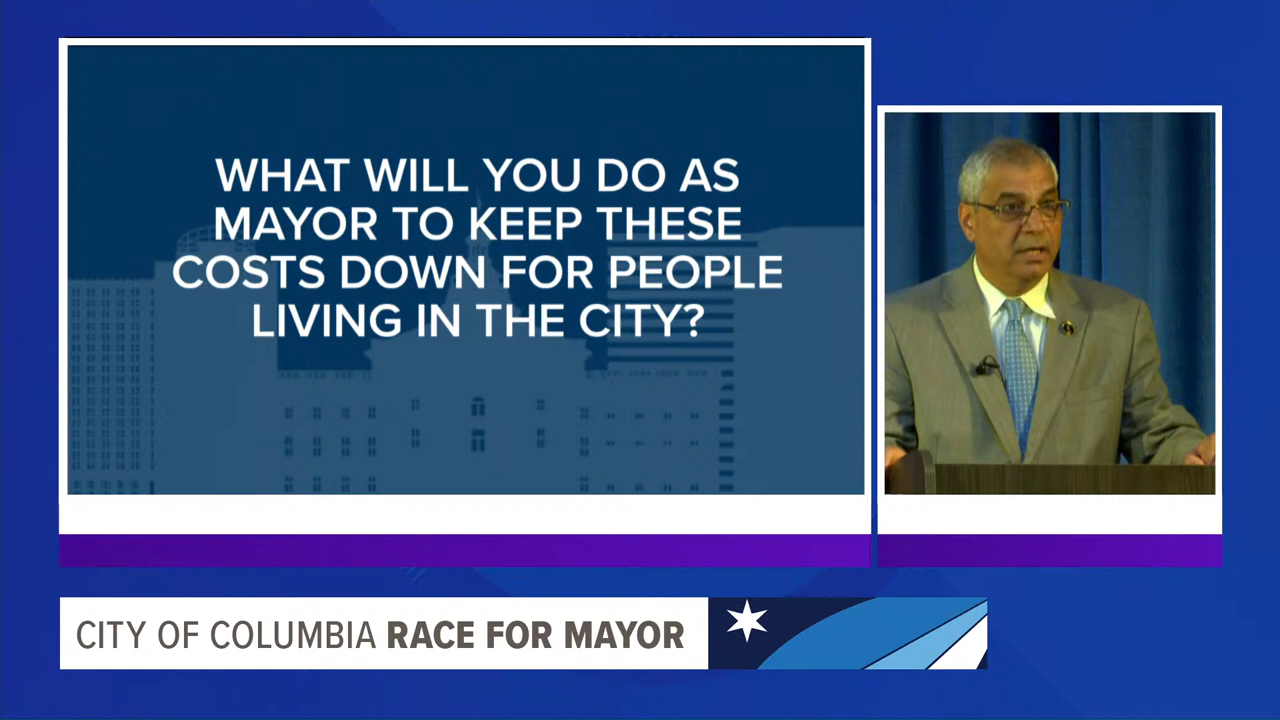 WHAT WILL YOU DO AS
MAYOR TO KEEP THESE
COSTS DOWN FOR PEOPLE
LIVING IN THE CITY?
CITY OF COLUMBIA RACE FOR MAYOR